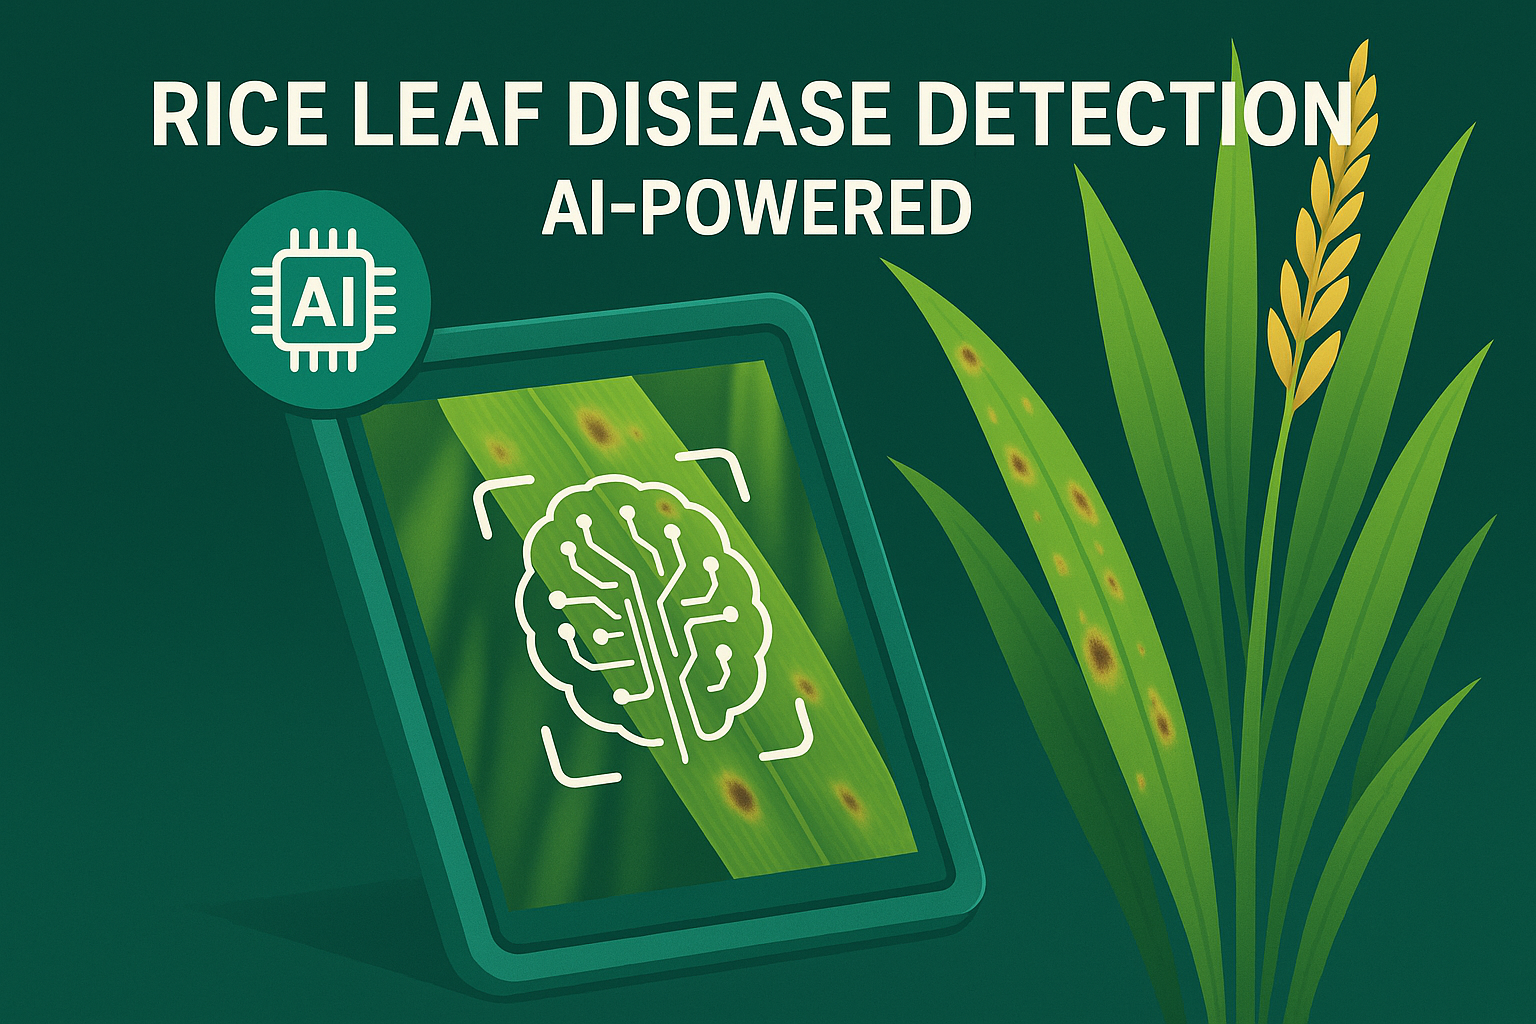 RICE LEAF DISEASE DETECTION
AI-POWERED
AI